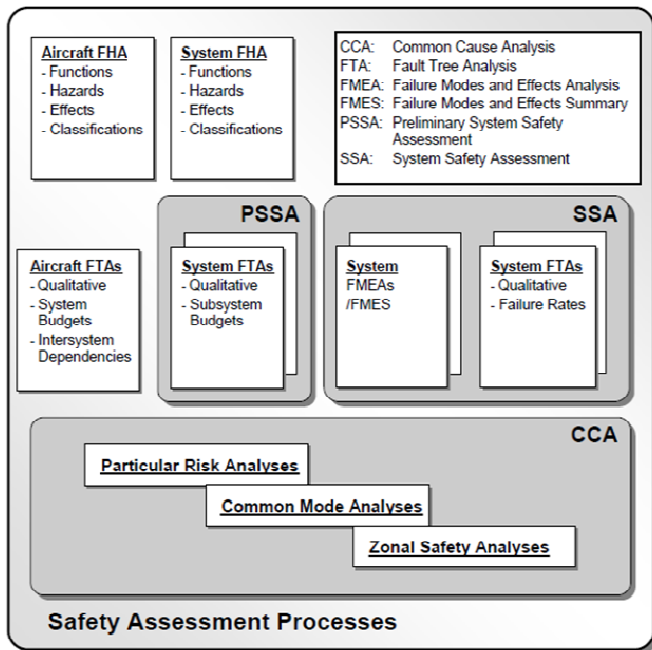 Aircraft FHA
- Functions
- Hazards
- Effects
- Classifications
System FHA
- Functions
- Hazards
- Effects
- Classifications
CCA: Common Cause Analysis
FTA: Fault Tree Analysis
FMEA: Failure Modes and Effects Analysis
FMES: Failure Modes and Effects Summary
PSSA: Preliminary System Safety
Assessment
SSA: System Safety Assessment
Aircraft FTAs
- Qualitative
- System
Budgets
- Intersystem
Dependencies
PSSA
System FTAs
- Qualitative
- Subsystem
Budgets
SSA
System
FMEAs
/FMES
System FTAs
- Qualitative
- Failure Rates
CCA
Particular Risk Analyses
Common Mode Analyses
Zonal Safety Analyses
Safety Assessment Processes